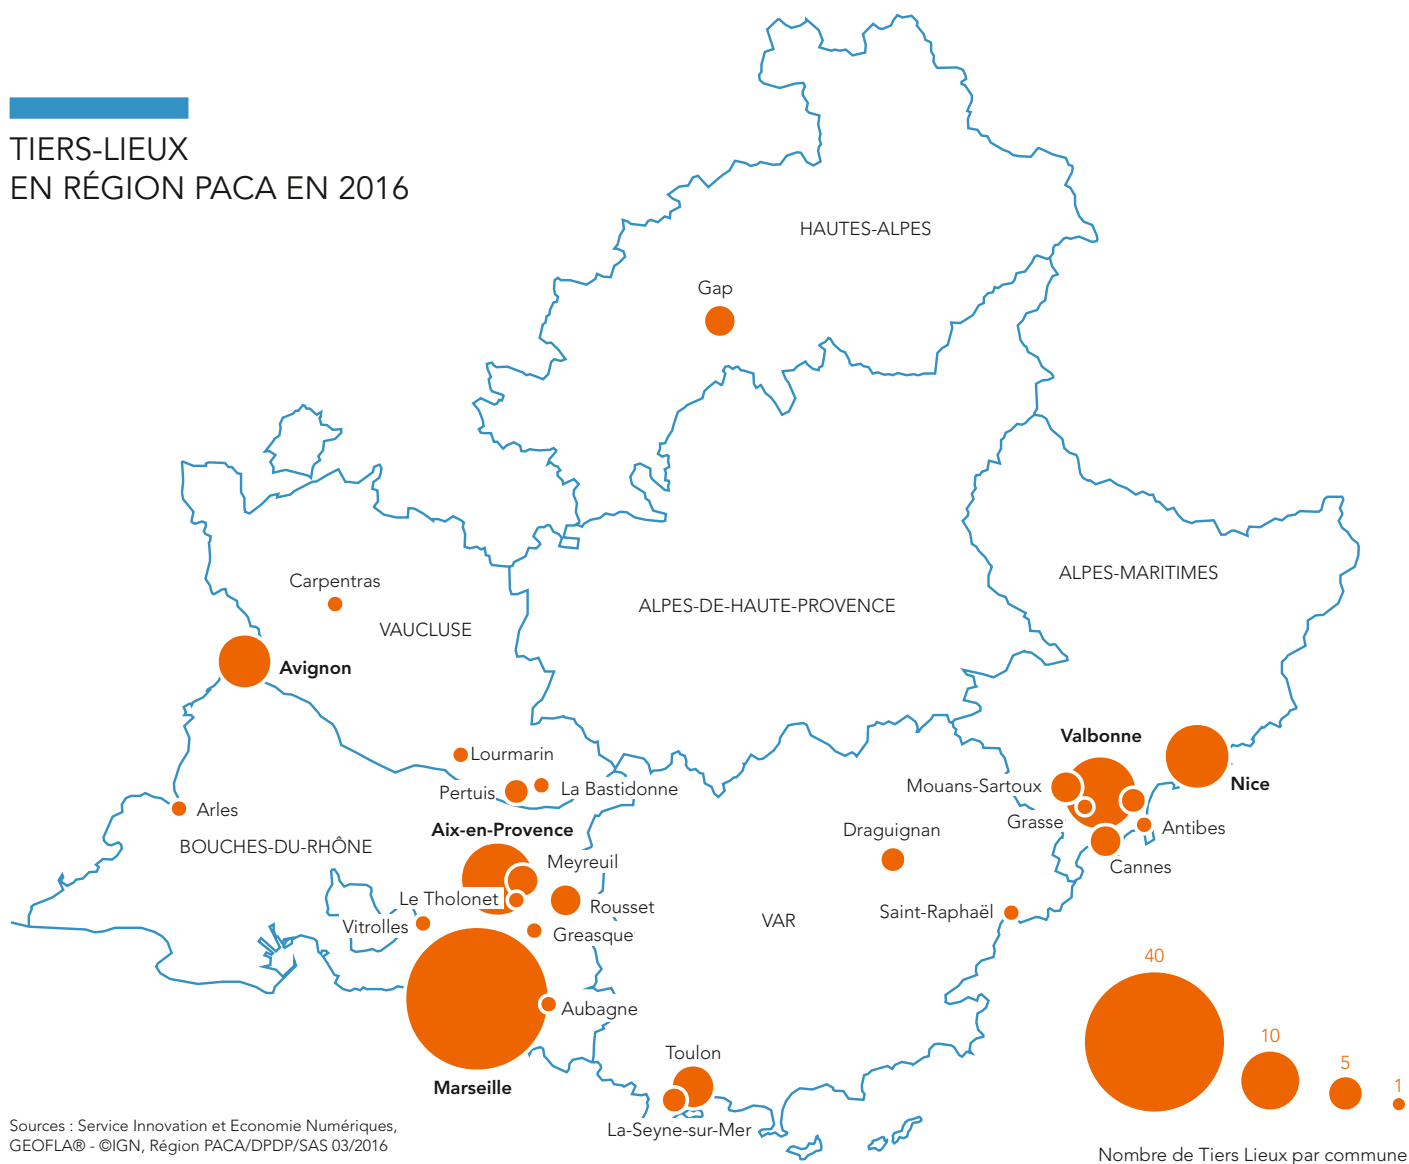 TIERS-LIEUX
EN RÉGION PACA EN 2016
HAUTES-ALPES
Gap
ALPES-MARITIMES
Carpentras
ALPES-DE-HAUTE-PROVENCE
VAUCLUSE
Avignon
Valbonne
Lourmarin
Nice
Mouans-Sartoux
La Bastidonne
Pertuis
Arles
Grasse
Antibes
Aix-en-Provence
Draguignan
BOUCHES-DU-RHÔNE
Meyreuil
Cannes
Le Tholonet
Rousset
Saint-Raphaël
VAR
Vitrolles
Greasque
40
Aubagne
10
Toulon
5
Marseille
1
Sources : Service Innovation et Economie Numériques,
GEOFLA® - ©IGN, Région PACA/DPDP/SAS 03/2016
La-Seyne-sur-Mer
Nombre de Tiers Lieux par commune